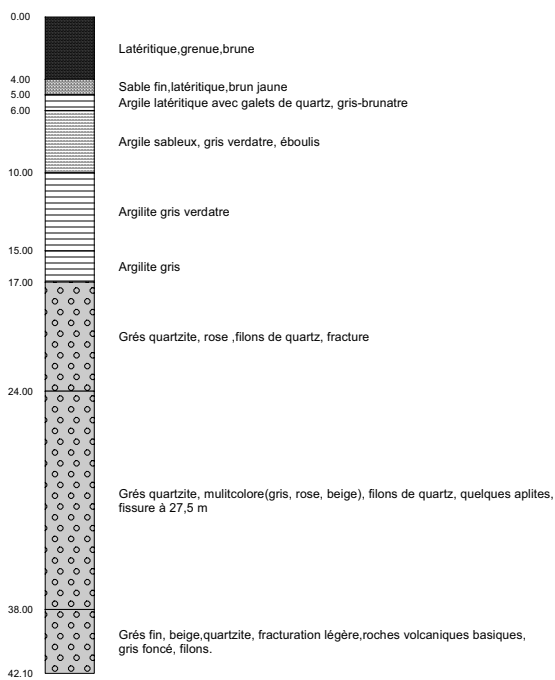 0.00
Latéritique,grenue,brune
4.00
Sable fin,latéritique,brun jaune
5.00
Argile latéritique avec galets de quartz, gris-brunatre
6.00
Argile sableux, gris verdatre, éboulis
10.00
Argilite gris verdatre
15.00
Argilite gris
17.00
Grés quartzite, rose ,filons de quartz, fracture
24.00
Grés quartzite, mulitcolore(gris, rose, beige), filons de quartz, quelques aplites,
fissure à 27,5 m
38.00
Grés fin, beige,quartzite, fracturation légère,roches volcaniques basiques,
gris foncé, filons.
42.10